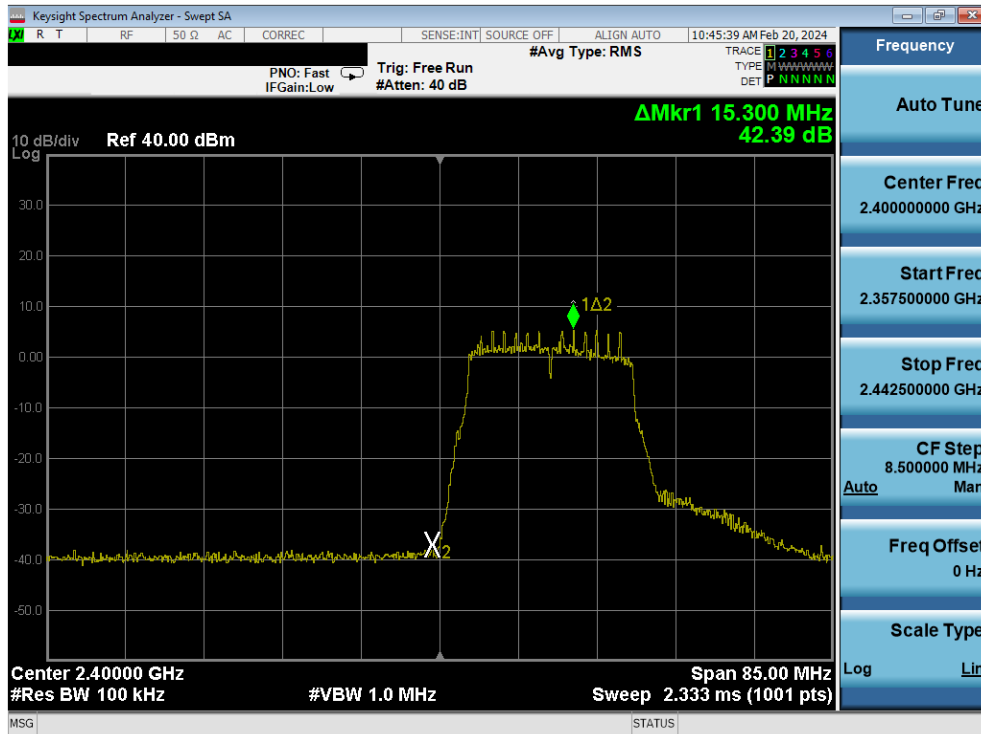 Keysight Spectrum Analyzer - Swept SA
LXI R T RF 50 Ω AC CORREC SENSE:INT SOURCE OFF ALIGN AUTO 10:45:39 AM Feb 20, 2024
#Avg Type: RMS
TRACE 1 2 3 4 5 6
PNO: Fast Trig: Free Run
TYPE M WWWWW
IFGain:Low #Atten: 40 dB
DET P N N N N N
ΔMkr1 15.300 MHz
42.39 dB
10 dB/div Ref 40.00 dBm
Log
30.0
20.0
10.0
1Δ2
0.00
-10.0
-20.0
-30.0
X2
-40.0
-50.0
Center 2.40000 GHz Span 85.00 MHz
#Res BW 100 kHz #VBW 1.0 MHz Sweep 2.333 ms (1001 pts)
MSG STATUS
Frequency
Auto Tune
Center Freq
2.400000000 GHz
Start Freq
2.357500000 GHz
Stop Freq
2.442500000 GHz
CF Step
8.500000 MHz
Auto Man
Freq Offset
0 Hz
Scale Type
Log Lin